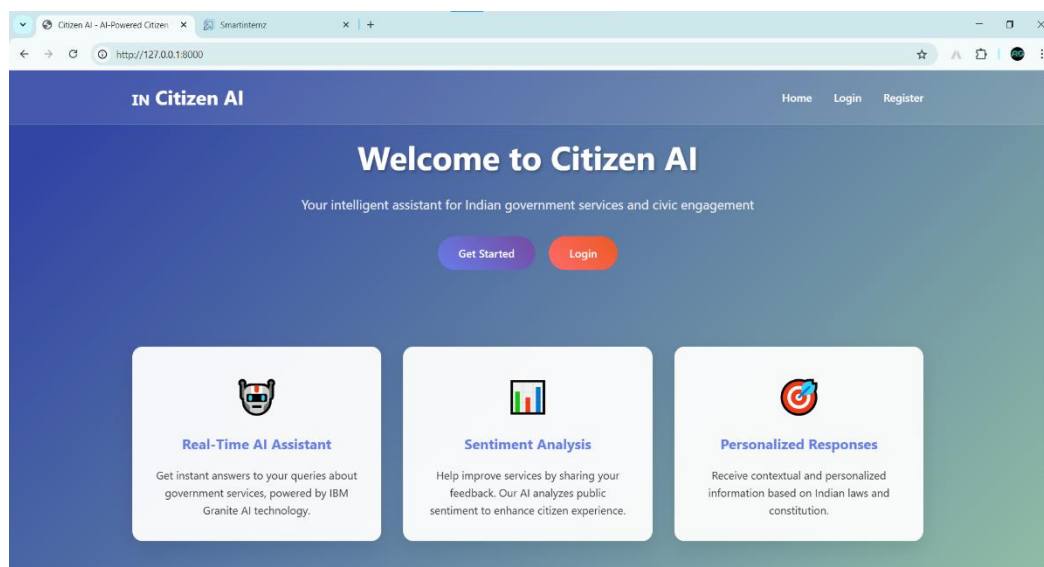 Citizen AI - AI-Powered Citizen
Smartinternz
http://127.0.0.1:8000
IN Citizen AI
Home Login Register
Welcome to Citizen AI
Your intelligent assistant for Indian government services and civic engagement
Get Started Login
Real-Time AI Assistant
Get instant answers to your queries about
government services, powered by IBM
Granite AI technology.
Sentiment Analysis
Help improve services by sharing your
feedback. Our AI analyzes public
sentiment to enhance citizen experience.
Personalized Responses
Receive contextual and personalized
information based on Indian laws and
constitution.